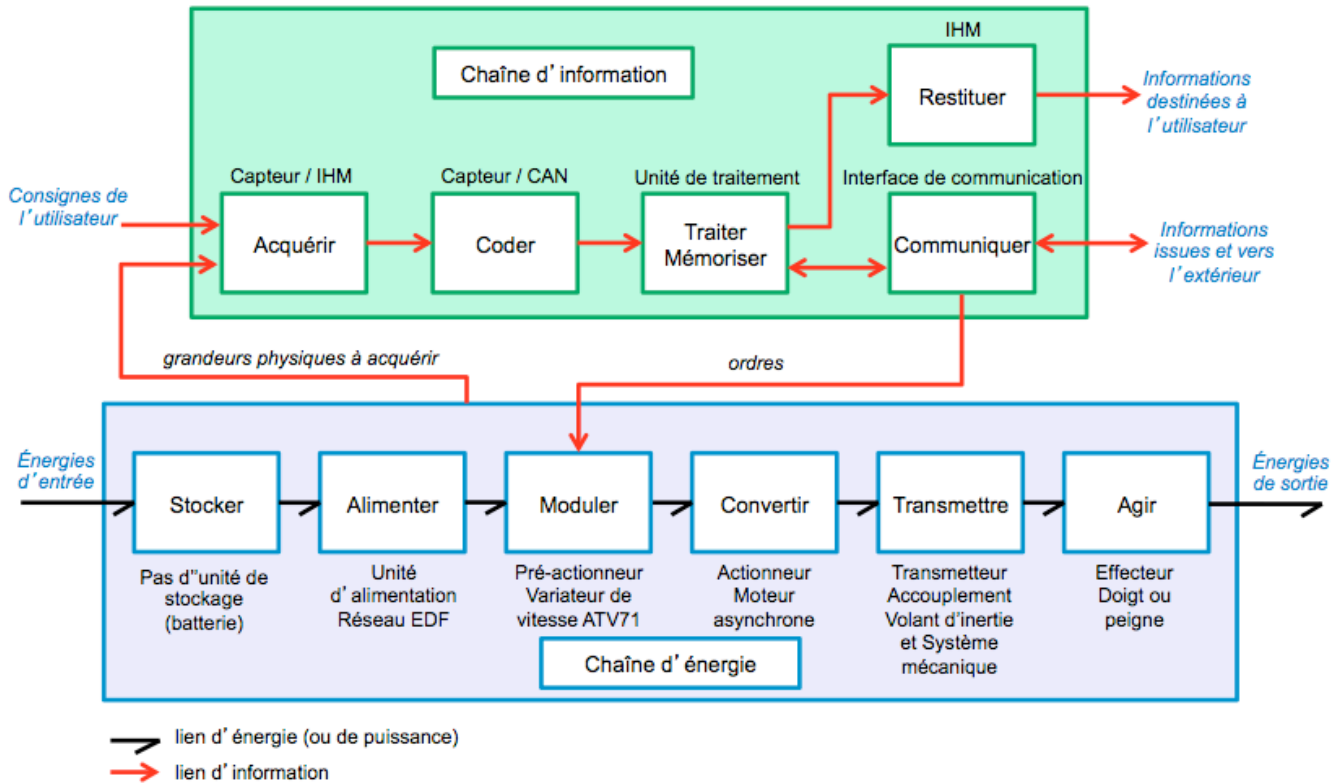 IHM
Chaîne d’information
Restituer
Informations
destinées à
l’utilisateur
Consignes de
l’utilisateur
Capteur / IHM
Acquérir
Capteur / CAN
Coder
Unité de traitement
Traiter
Mémoriser
Interface de communication
Communiquer
Informations
issues et vers
l’extérieur
grandeurs physiques à acquérir
ordres
Énergies
d’entrée
Stocker
Alimenter
Moduler
Convertir
Transmettre
Agir
Énergies
de sortie
Pas d’’unité de
stockage
(batterie)
Unité
d’alimentation
Réseau EDF
Pré-actionneur
Variateur de
vitesse ATV71
Actionneur
Moteur
asynchrone
Transmetteur
Accouplement
Volant d’inertie
et Système
mécanique
Effecteur
Doigt ou
peigne
Chaîne d’énergie
lien d’énergie (ou de puissance)
lien d’information